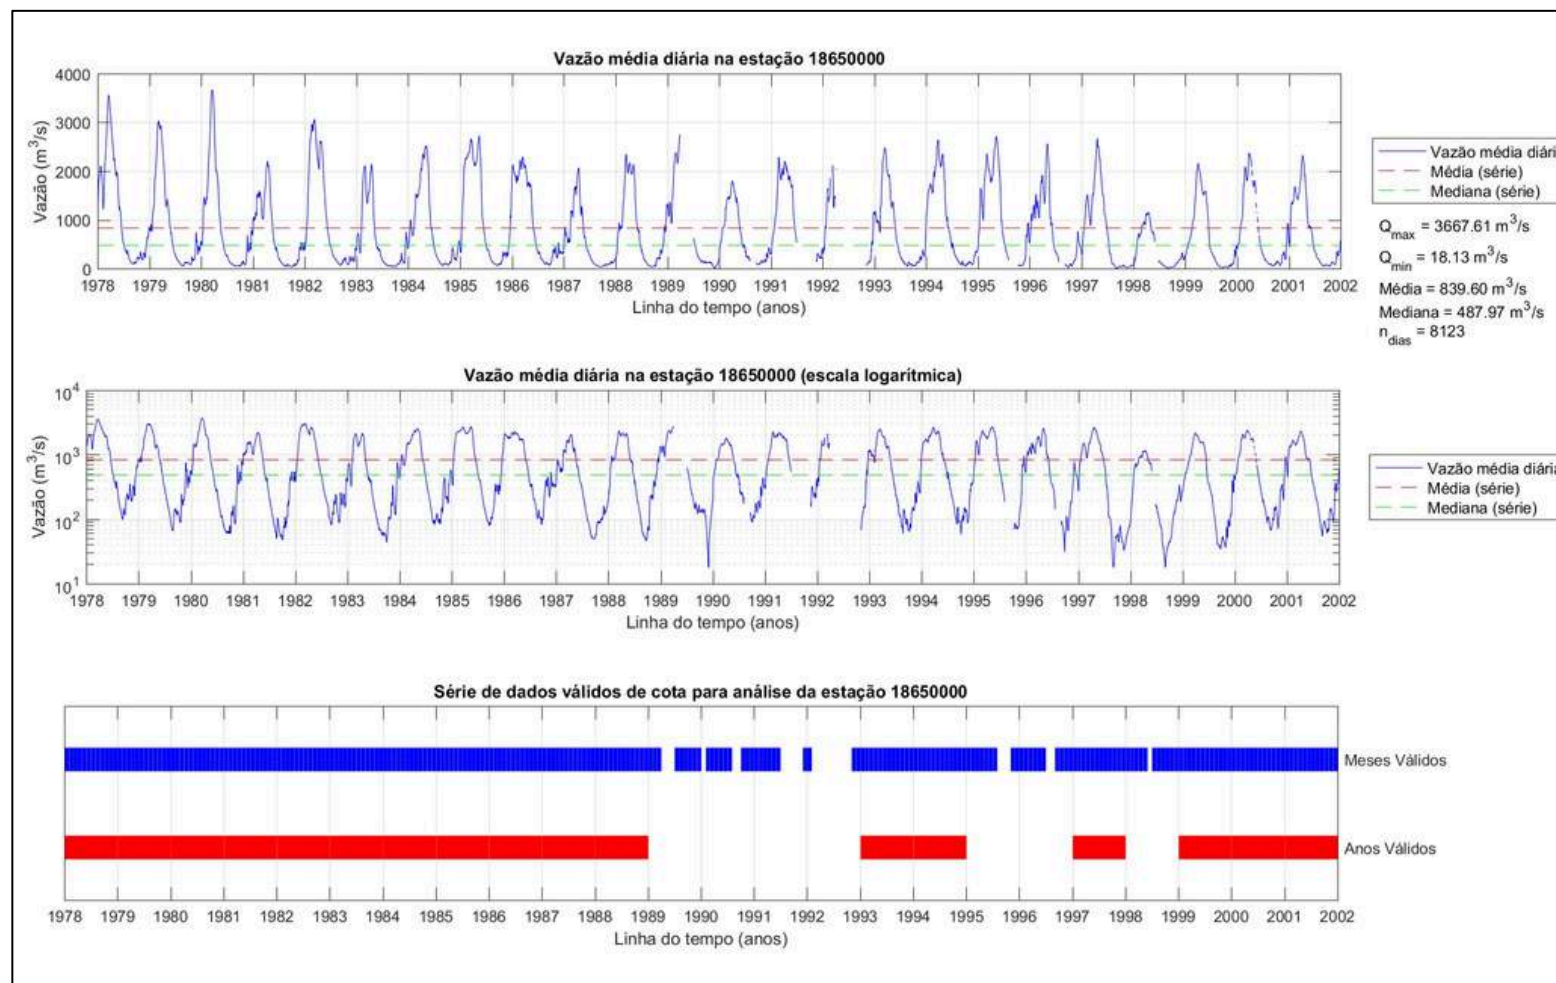 Vazão média diária na estação 18650000
4000
3000
2000
1000
0
Vazão (m³/s)
1978 1979 1980 1981 1982 1983 1984 1985 1986 1987 1988 1989 1990 1991 1992 1993 1994 1995 1996 1997 1998 1999 2000 2001 2002
Linha do tempo (anos)
Vazão média diári
Média (série)
Mediana (série)
Qmax = 3667.61 m³/s
Qmin = 18.13 m³/s
Média = 839.60 m³/s
Mediana = 487.97 m³/s
ndias = 8123
Vazão média diária na estação 18650000 (escala logarítmica)
10⁴
10³
10²
10¹
Vazão (m³/s)
1978 1979 1980 1981 1982 1983 1984 1985 1986 1987 1988 1989 1990 1991 1992 1993 1994 1995 1996 1997 1998 1999 2000 2001 2002
Linha do tempo (anos)
Vazão média diári
Média (série)
Mediana (série)
Série de dados válidos de cota para análise da estação 18650000
Meses Válidos
Anos Válidos
1978 1979 1980 1981 1982 1983 1984 1985 1986 1987 1988 1989 1990 1991 1992 1993 1994 1995 1996 1997 1998 1999 2000 2001 2002
Linha do tempo (anos)